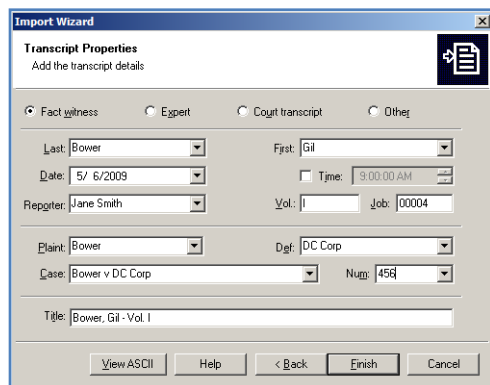 Import Wizard
Transcript Properties
Add the transcript details
Fact witness Expert Court transcript Other
Last: Bower First: Gil
Date: 5/ 6/2009 Time: 9:00:00 AM
Reporter: Jane Smith Vol.: I Job: 00004
Plaint: Bower Def: DC Corp
Case: Bower v DC Corp Num: 456
Title: Bower, Gil - Vol. I
View ASCII Help < Back Finish Cancel